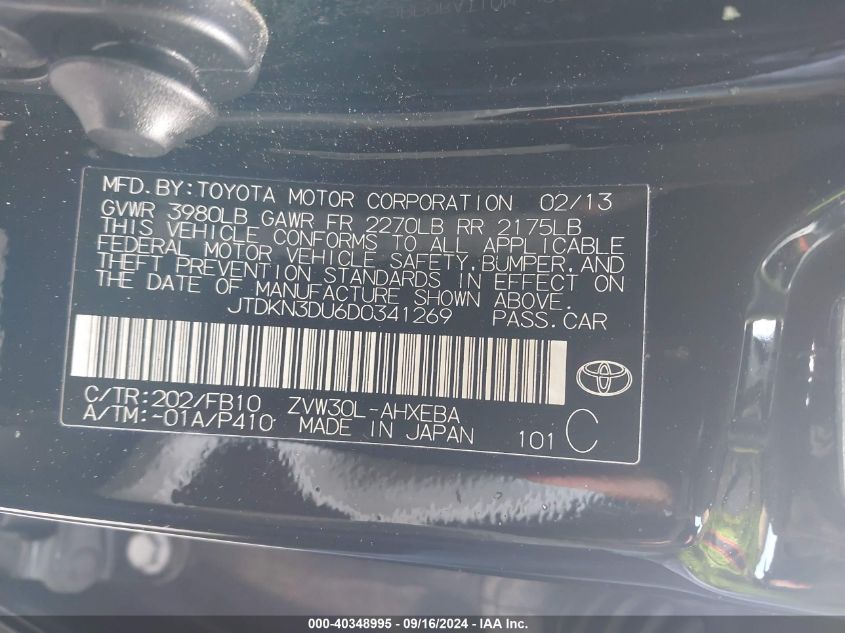 MFD.BY:TOYOTA MOTOR CORPORATION 02/13
GVWR 3980LB GAWR FR 2270LB RR 2175LB
THIS VEHICLE CONFORMS TO ALL APPLICABLE
FEDERAL MOTOR VEHICLE SAFETY,BUMPER,AND
THEFT PREVENTION STANDARDS IN EFFECT ON
THE DATE OF MANUFACTURE SHOWN ABOVE.
JTDKN3DU6D0341269 PASS.CAR
C/TR:202/FB10 ZVW30L-AHXEBA
A/TM:-01A/P410 MADE IN JAPAN 101 C
000-40348995 - 09/16/2024 - IAA Inc.